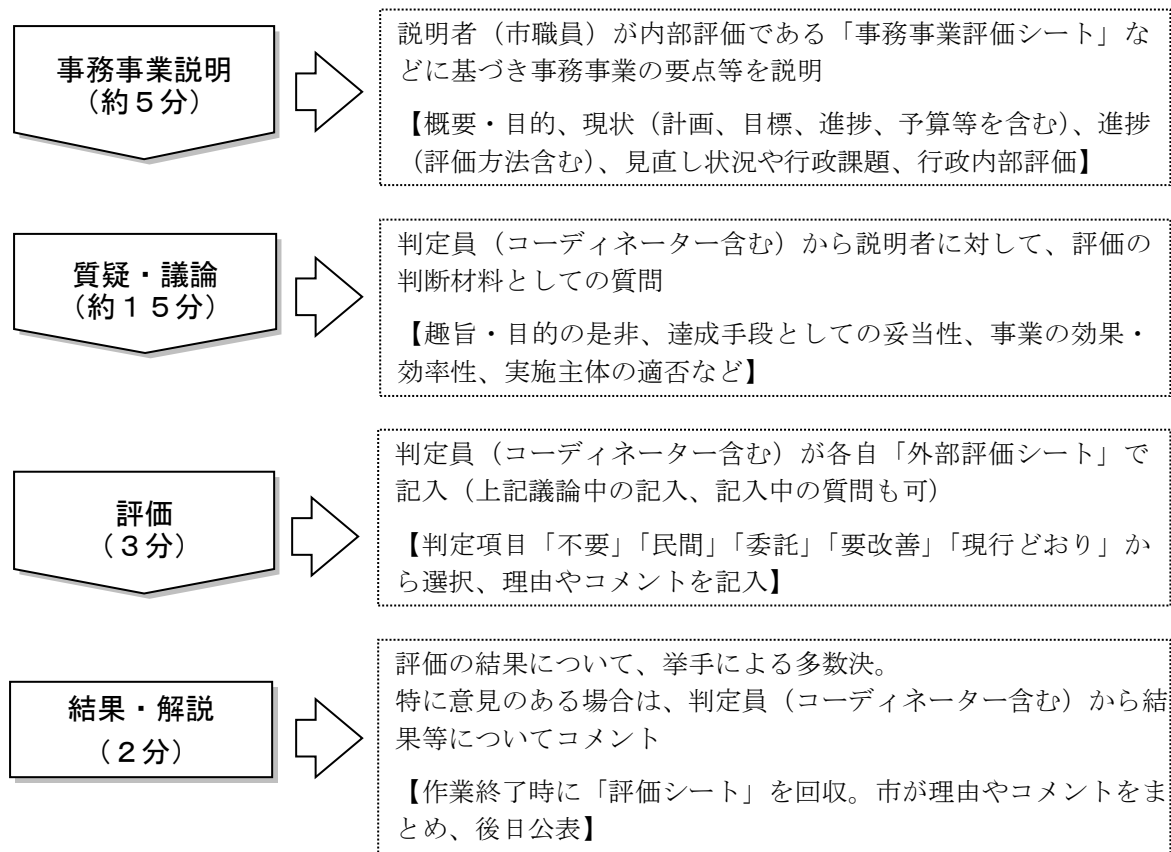 事務事業説明
（約５分）
説明者（市職員）が内部評価である「事務事業評価シート」な
どに基づき事務事業の要点等を説明
【概要・目的、現状（計画、目標、進捗、予算等を含む）、進捗
（評価方法含む）、見直し状況や行政課題、行政内部評価】
質疑・議論
（約１５分）
判定員（コーディネーター含む）から説明者に対して、評価の
判断材料としての質問
【趣旨・目的の是非、達成手段としての妥当性、事業の効果・
効率性、実施主体の適否など】
評価
（３分）
判定員（コーディネーター含む）が各自「外部評価シート」で
記入（上記議論中の記入、記入中の質問も可）
【判定項目「不要」「民間」「委託」「要改善」「現行どおり」か
ら選択、理由やコメントを記入】
結果・解説
（２分）
評価の結果について、挙手による多数決。
特に意見のある場合は、判定員（コーディネーター含む）から結
果等についてコメント
【作業終了時に「評価シート」を回収。市が理由やコメントをま
とめ、後日公表】